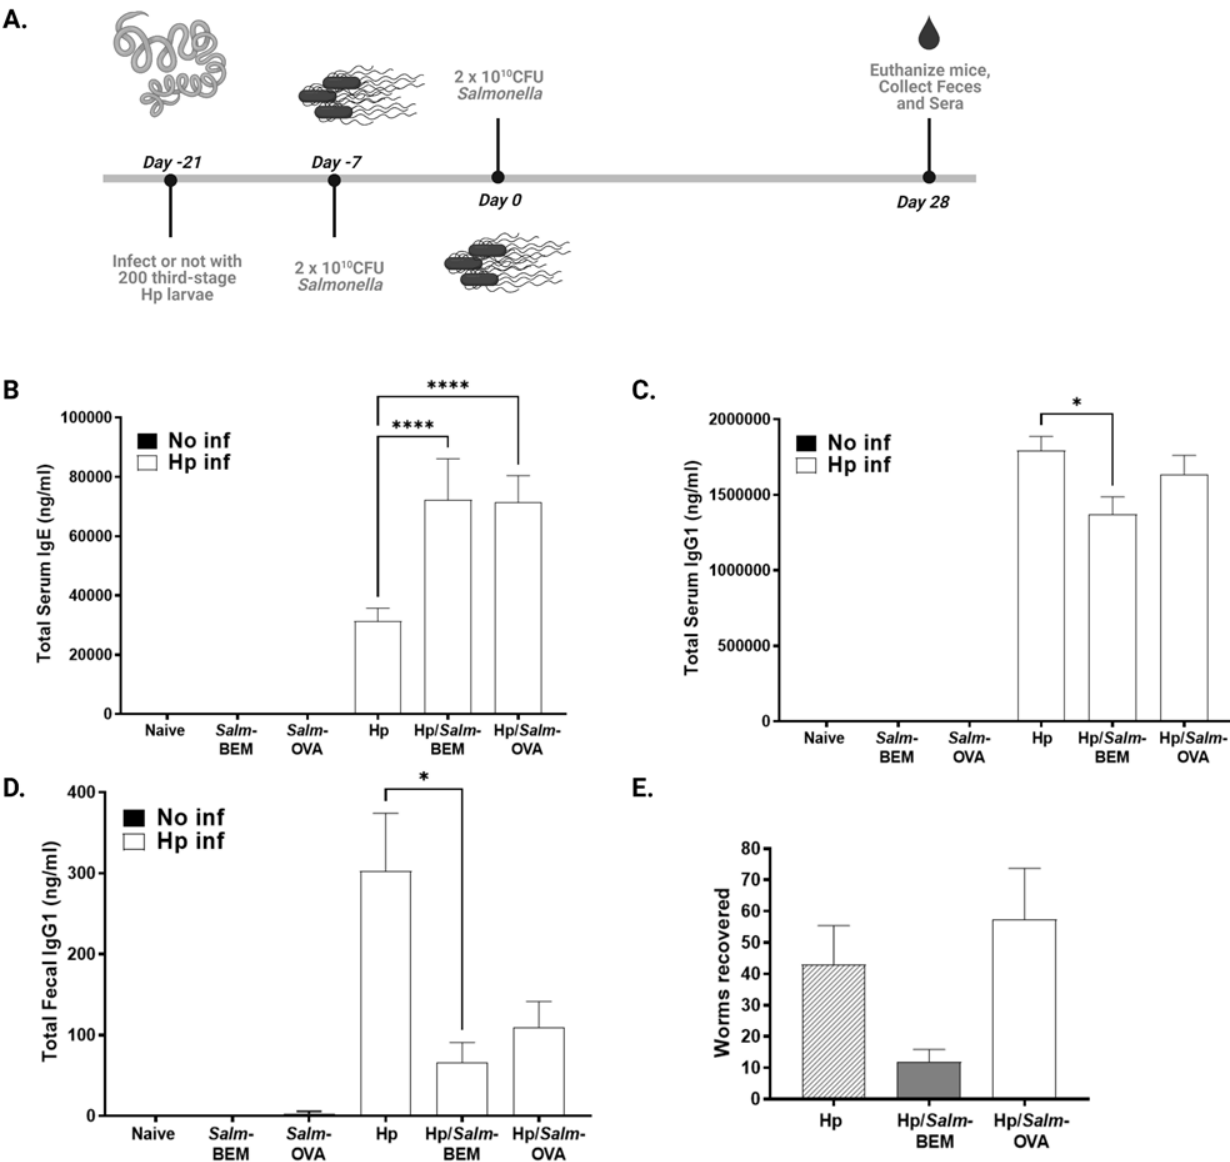 A.
2 x 10¹⁰CFU
Salmonella
Euthanize mice,
Collect Feces
and Sera
Day -21
Day -7
Day 0
Day 28
Infect or not with
200 third-stage
Hp larvae
2 x 10¹⁰CFU
Salmonella
B
****
****
100000
80000
60000
40000
20000
0
Total Serum IgE (ng/ml)
No inf
Hp inf
Naive
Salm-
BEM
Salm-
OVA
Hp
Hp/Salm-
BEM
Hp/Salm-
OVA
C.
*
2000000
1500000
1000000
500000
0
Total Serum IgG1 (ng/ml)
No inf
Hp inf
Naive
Salm-
BEM
Salm-
OVA
Hp
Hp/Salm-
BEM
Hp/Salm-
OVA
D.
*
400
300
200
100
0
Total Fecal IgG1 (ng/ml)
No inf
Hp inf
Naive
Salm-
BEM
Salm-
OVA
Hp
Hp/Salm-
BEM
Hp/Salm-
OVA
E.
80
70
60
50
40
30
20
10
0
Worms recovered
Hp
Hp/Salm-
BEM
Hp/Salm-
OVA